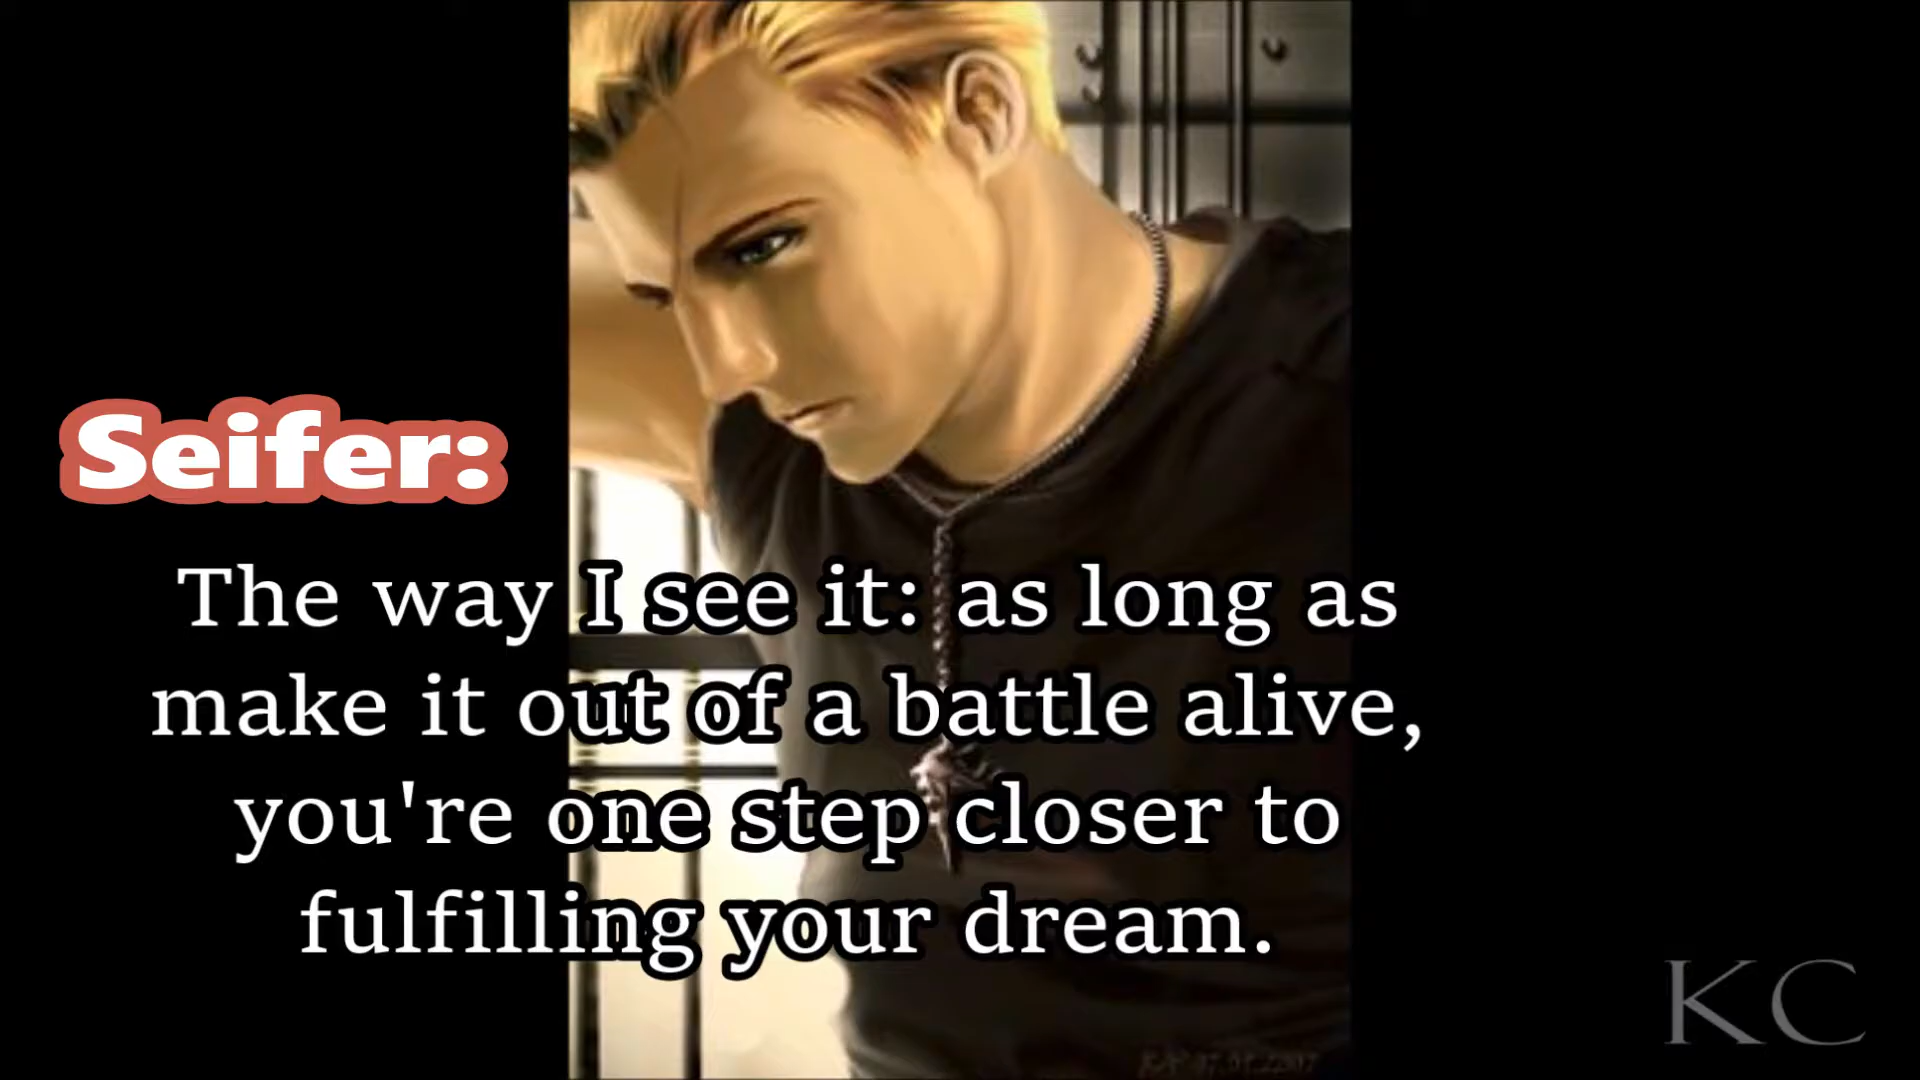 Seifer:
The way I see it: as long as
make it out of a battle alive,
you're one step closer to
fulfilling your dream.
KC